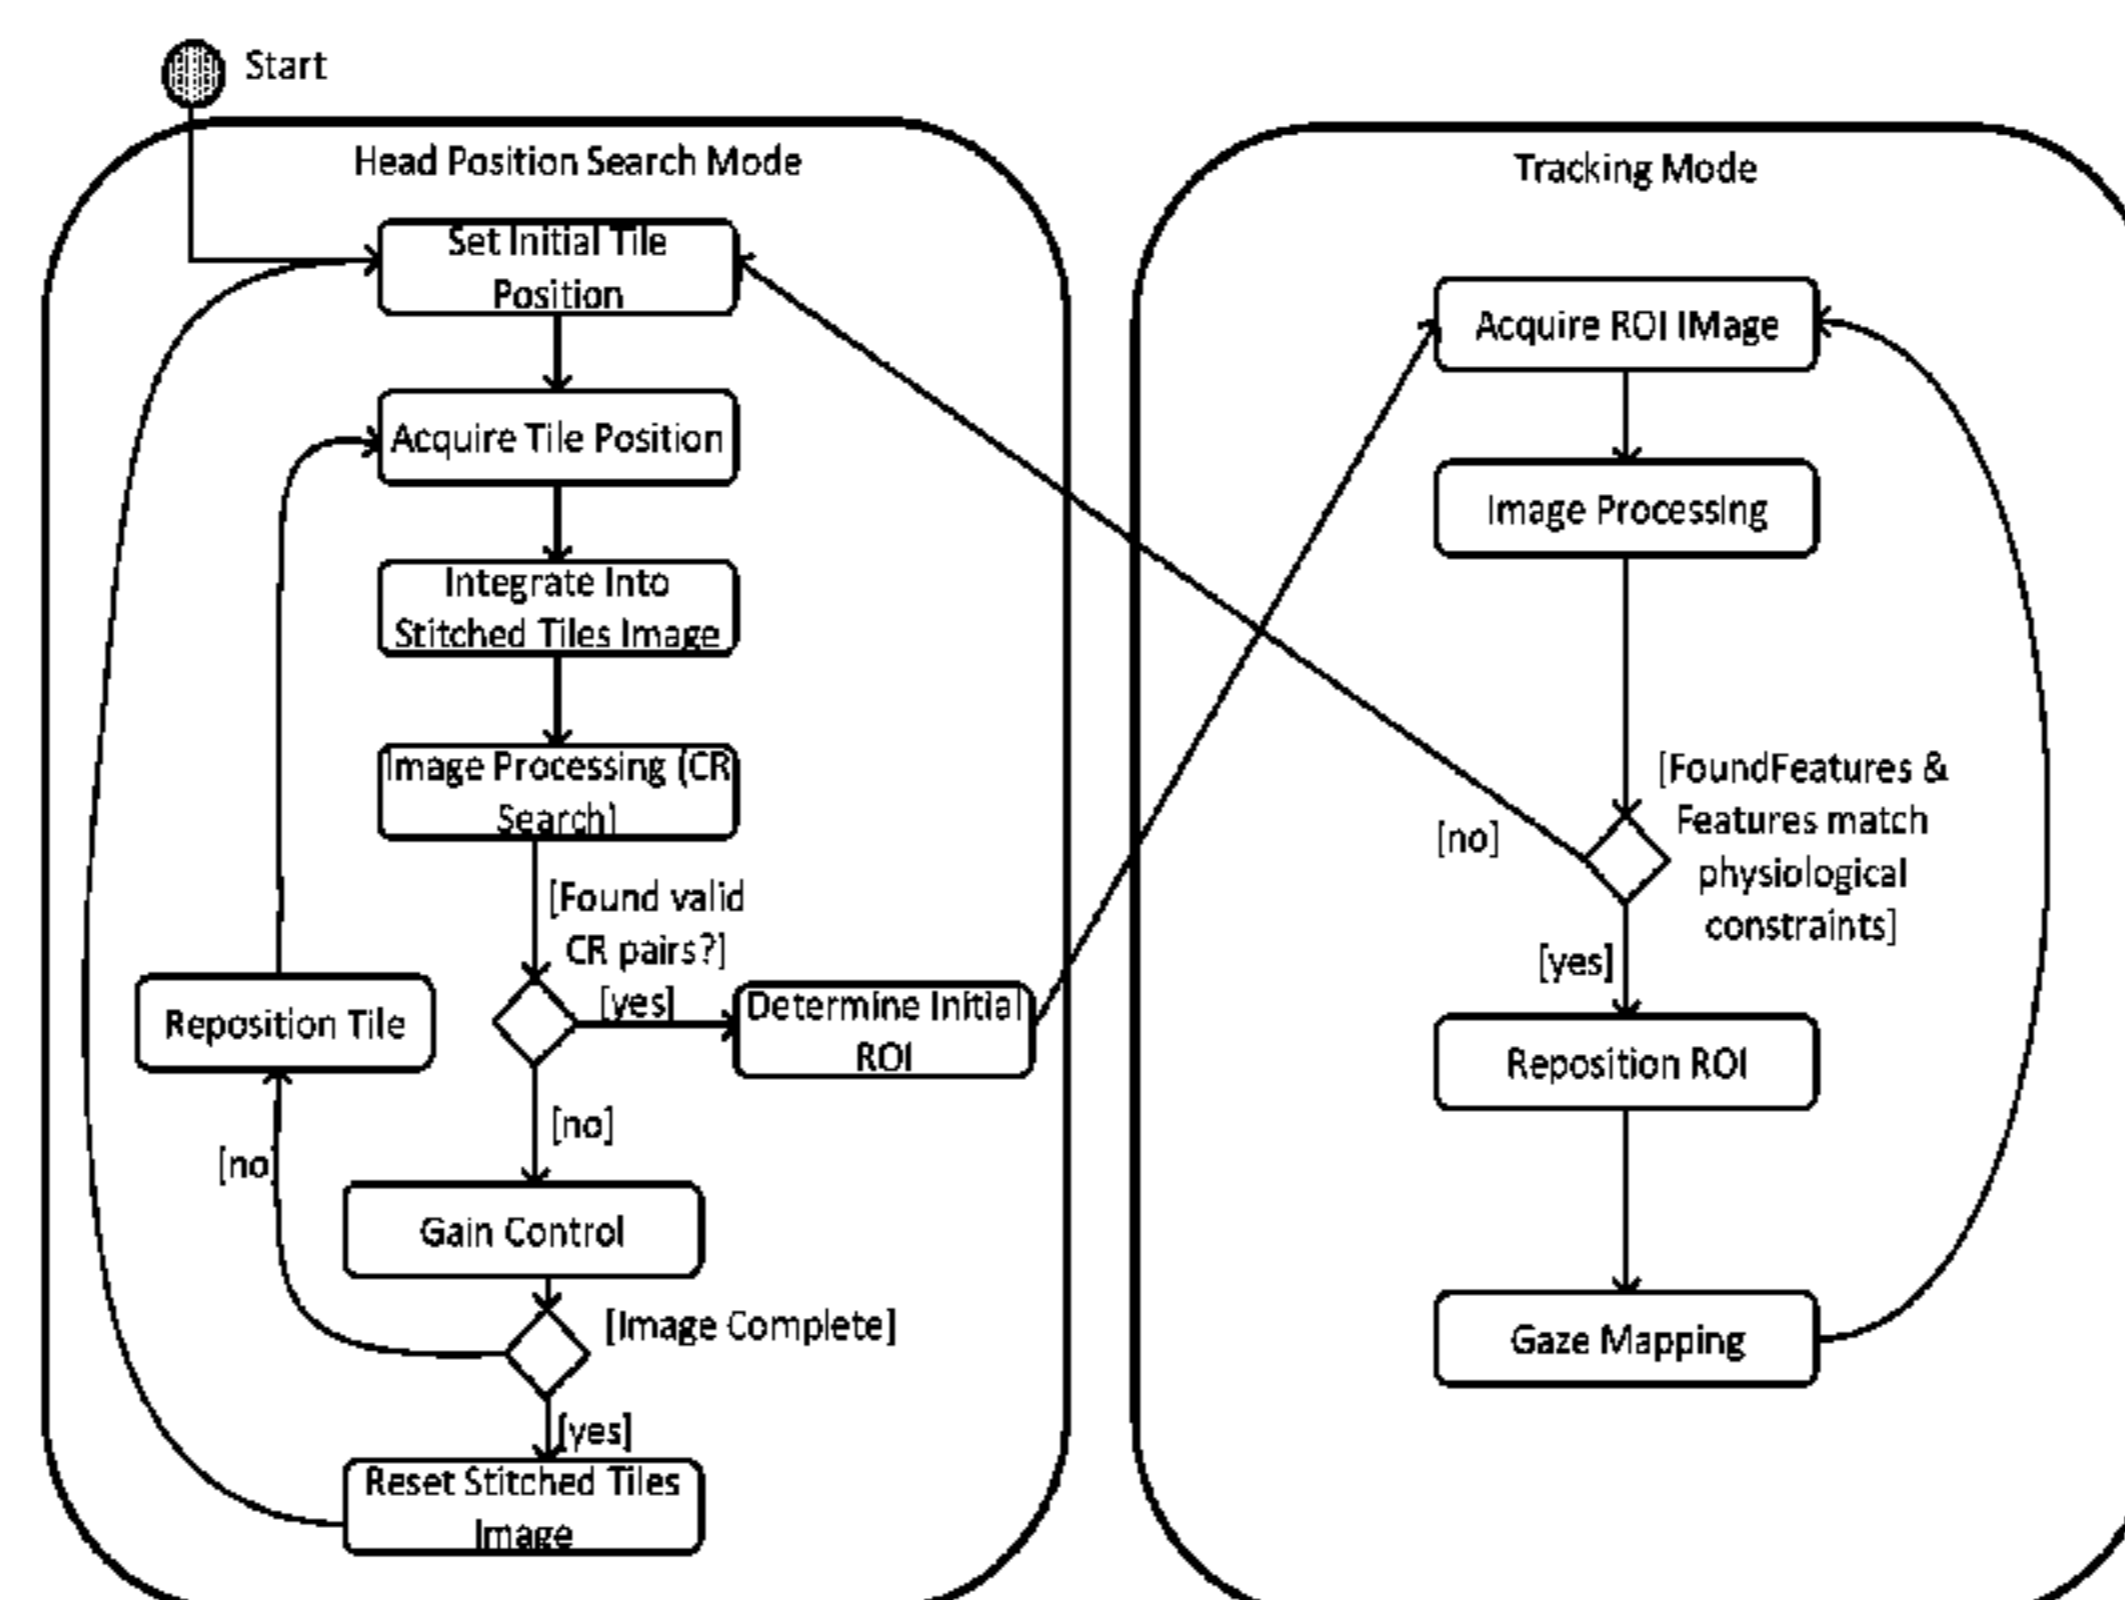 Start
Head Position Search Mode
Set Initial Tile
Position
Acquire Tile Position
Integrate Into
Stitched Tiles Image
Image Processing (CR
Search)
[Found valid
CR pairs?]
[yes]
Determine Initial
ROI
Reposition Tile
[no]
[no
Gain Control
[Image Complete]
[yes]
Reset Stitched Tiles
Image
Tracking Mode
Acquire ROI IMage
Image Processing
[FoundFeatures &
Features match
physiological
constraints]
[no]
[yes]
Reposition ROI
Gaze Mapping